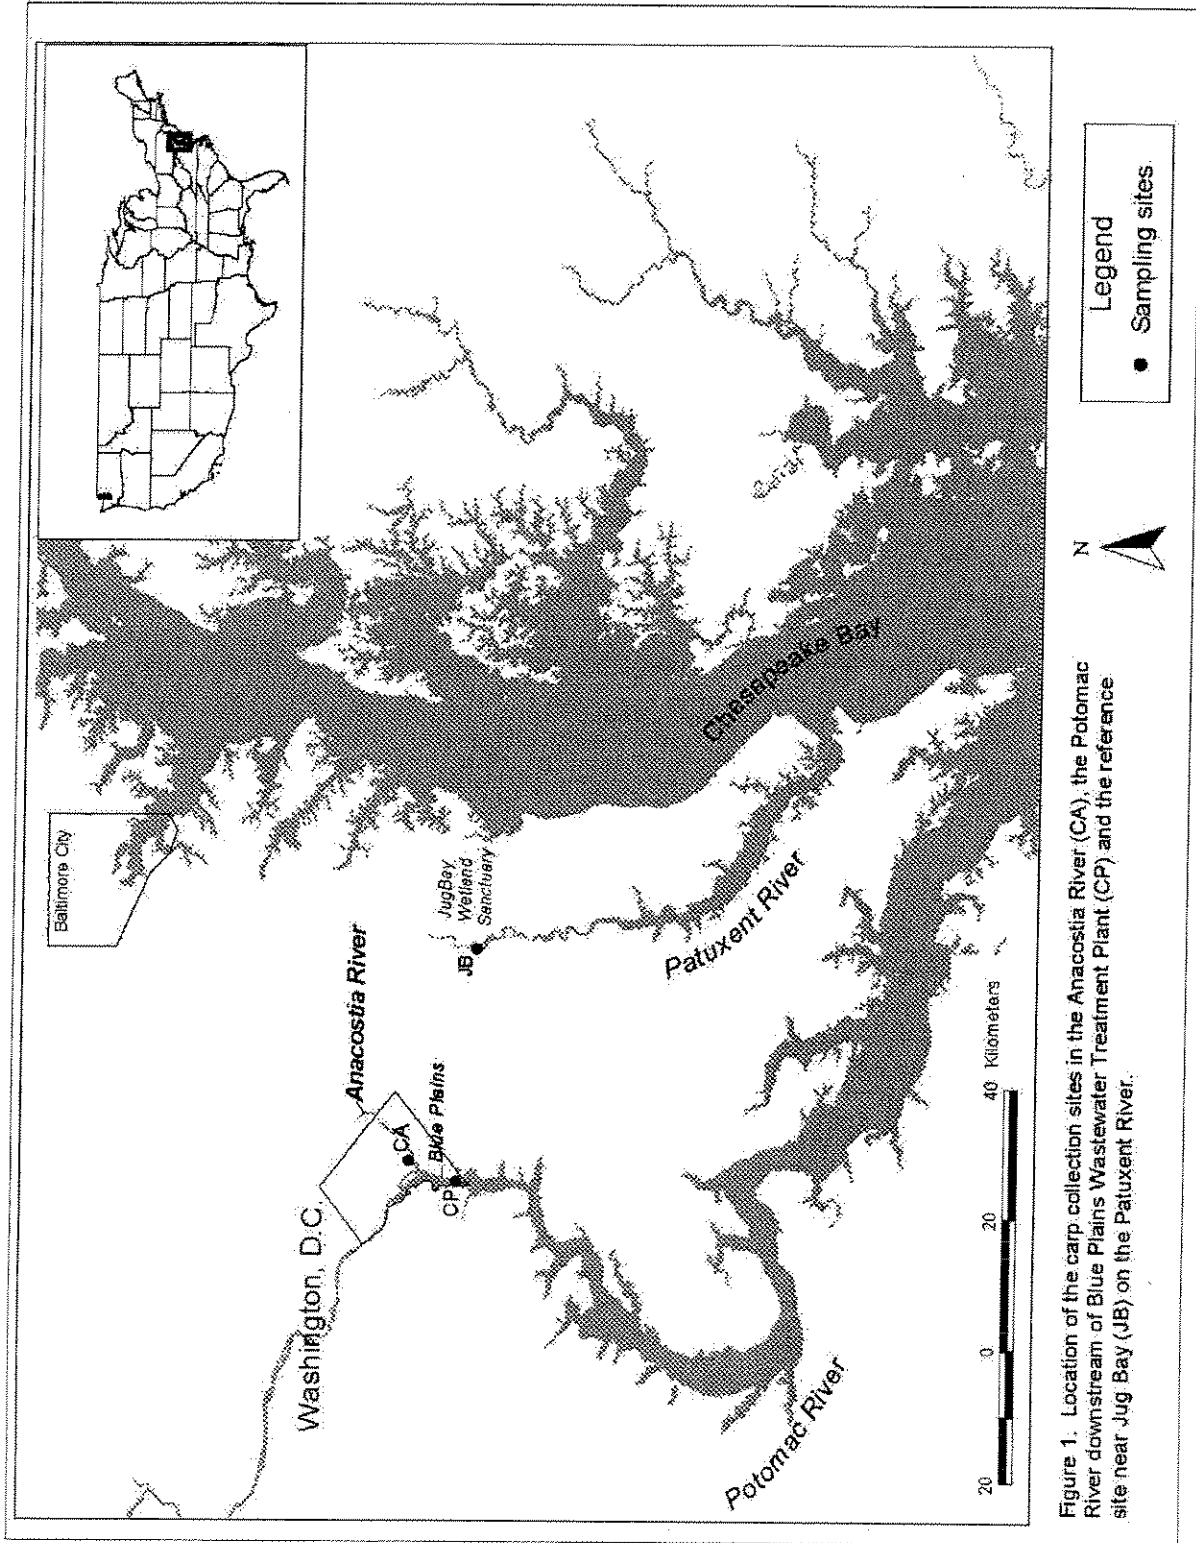 Baltimore City
Washington, D.C.
Anacostia River
CA
Blue Plains
CP
JugBay
Wetland
Sanctuary
JB
Chesapeake Bay
Patuxent River
Potomac River
20 0 20 40 Kilometers
N
Legend
Sampling sites
Figure 1. Location of the carp collection sites in the Anacostia River (CA), the Potomac
River downstream of Blue Plains Wastewater Treatment Plant (CP) and the reference
site near Jug Bay (JB) on the Patuxent River.